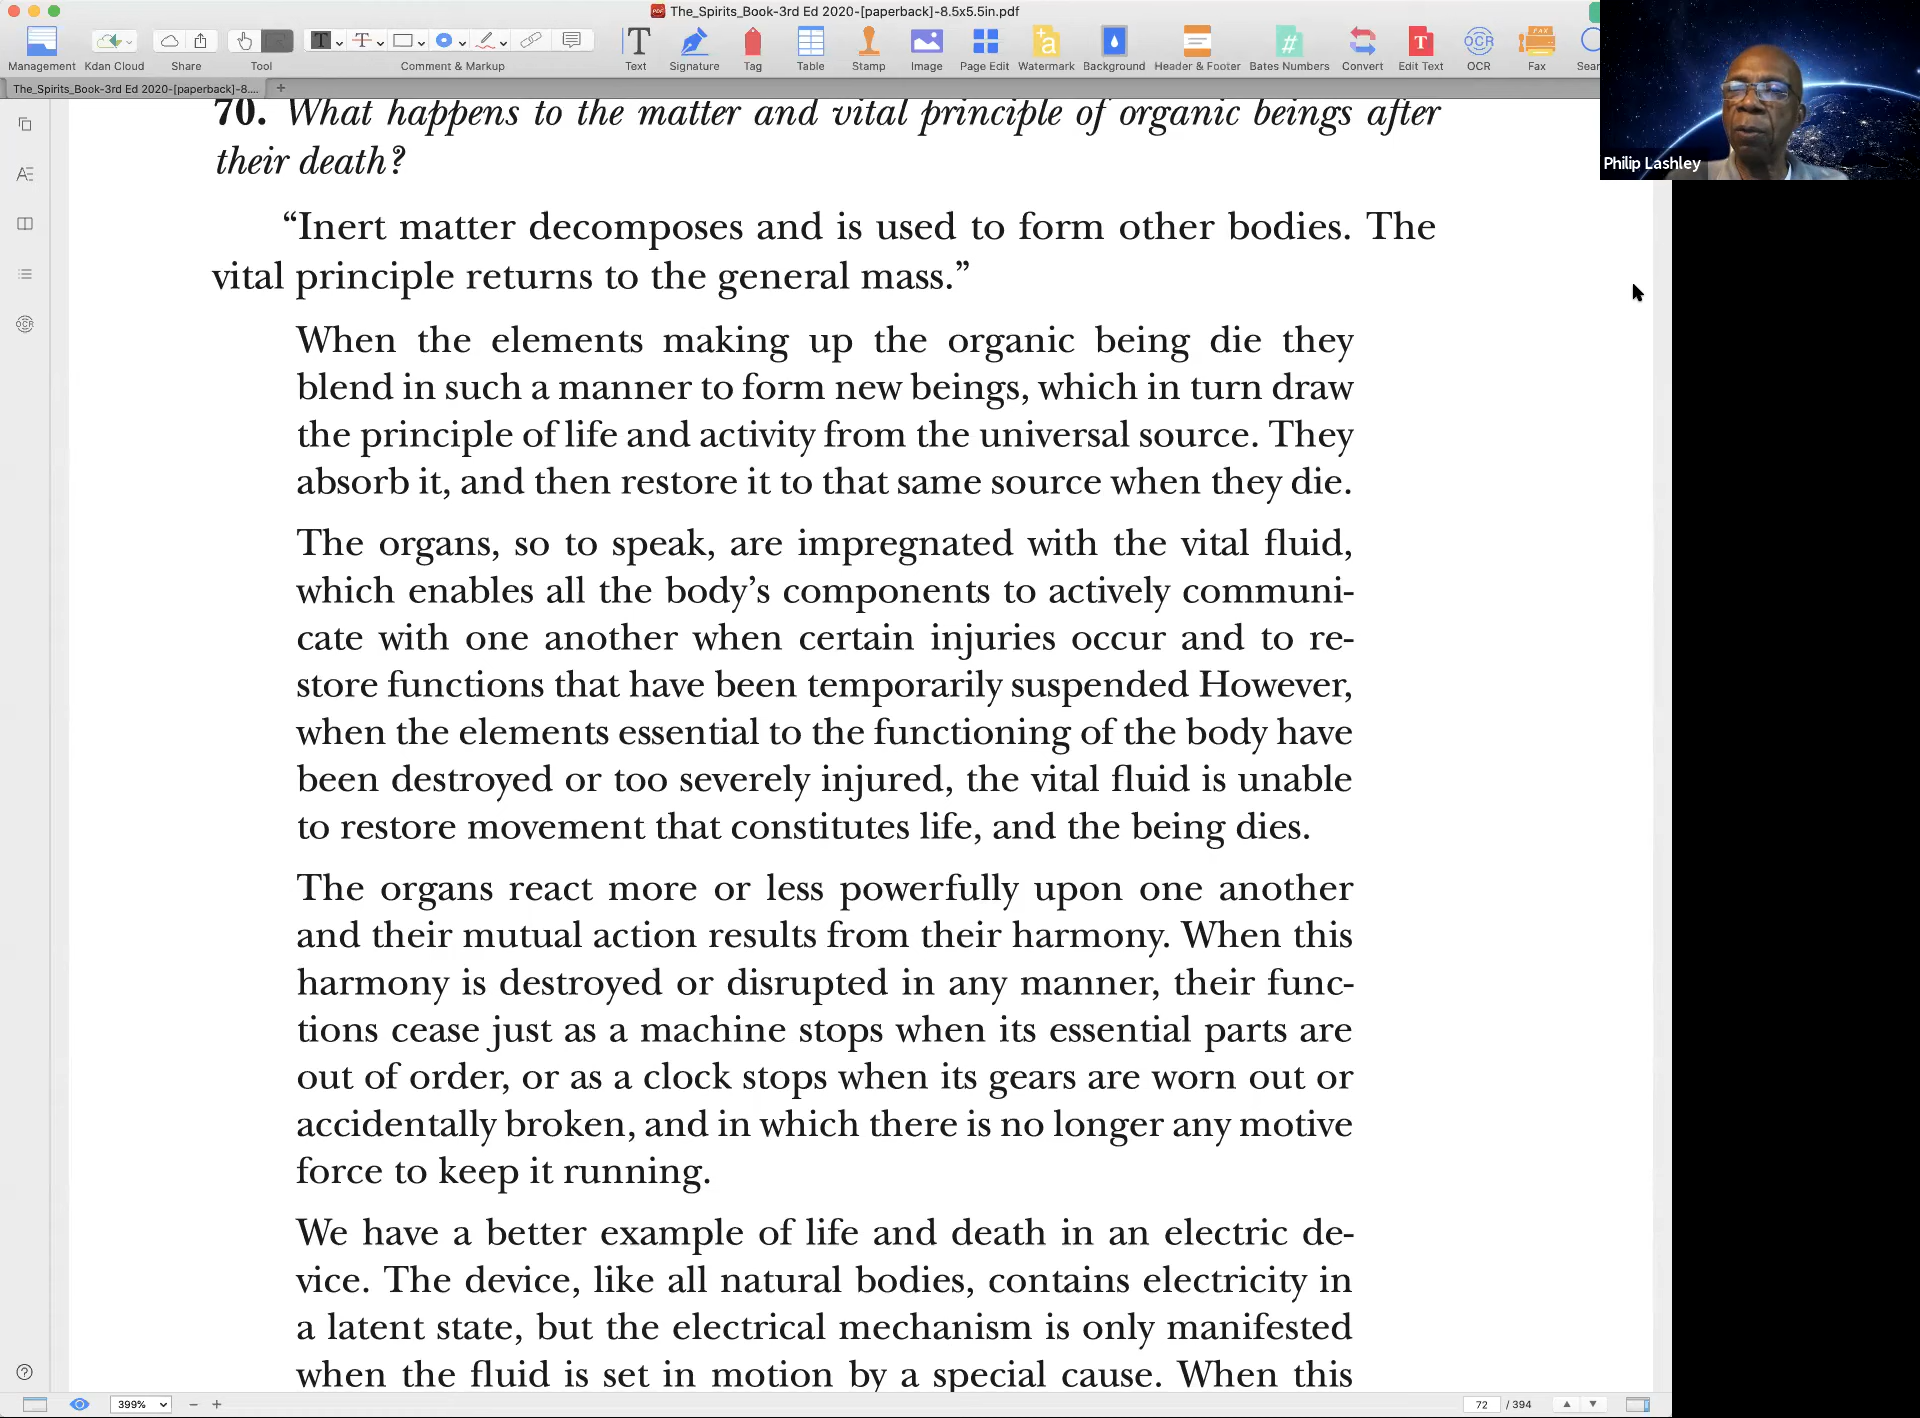 The_Spirits_Book-3rd Ed 2020-[paperback]-8.5x5.5in.pdf
Management Kdan Cloud Share Tool Comment & Markup Text Signature Tag Table Stamp Image Page Edit Watermark Background Header & Footer Bates Numbers Convert Edit Text OCR Fax
The_Spirits_Book-3rd Ed 2020-[paperback]-8....
Philip Lashley
70. What happens to the matter and vital principle of organic beings after
their death?
“Inert matter decomposes and is used to form other bodies. The
vital principle returns to the general mass.”
When the elements making up the organic being die they
blend in such a manner to form new beings, which in turn draw
the principle of life and activity from the universal source. They
absorb it, and then restore it to that same source when they die.
The organs, so to speak, are impregnated with the vital fluid,
which enables all the body’s components to actively communi-
cate with one another when certain injuries occur and to re-
store functions that have been temporarily suspended However,
when the elements essential to the functioning of the body have
been destroyed or too severely injured, the vital fluid is unable
to restore movement that constitutes life, and the being dies.
The organs react more or less powerfully upon one another
and their mutual action results from their harmony. When this
harmony is destroyed or disrupted in any manner, their func-
tions cease just as a machine stops when its essential parts are
out of order, or as a clock stops when its gears are worn out or
accidentally broken, and in which there is no longer any motive
force to keep it running.
We have a better example of life and death in an electric de-
vice. The device, like all natural bodies, contains electricity in
a latent state, but the electrical mechanism is only manifested
when the fluid is set in motion by a special cause. When this
399% 72 / 394